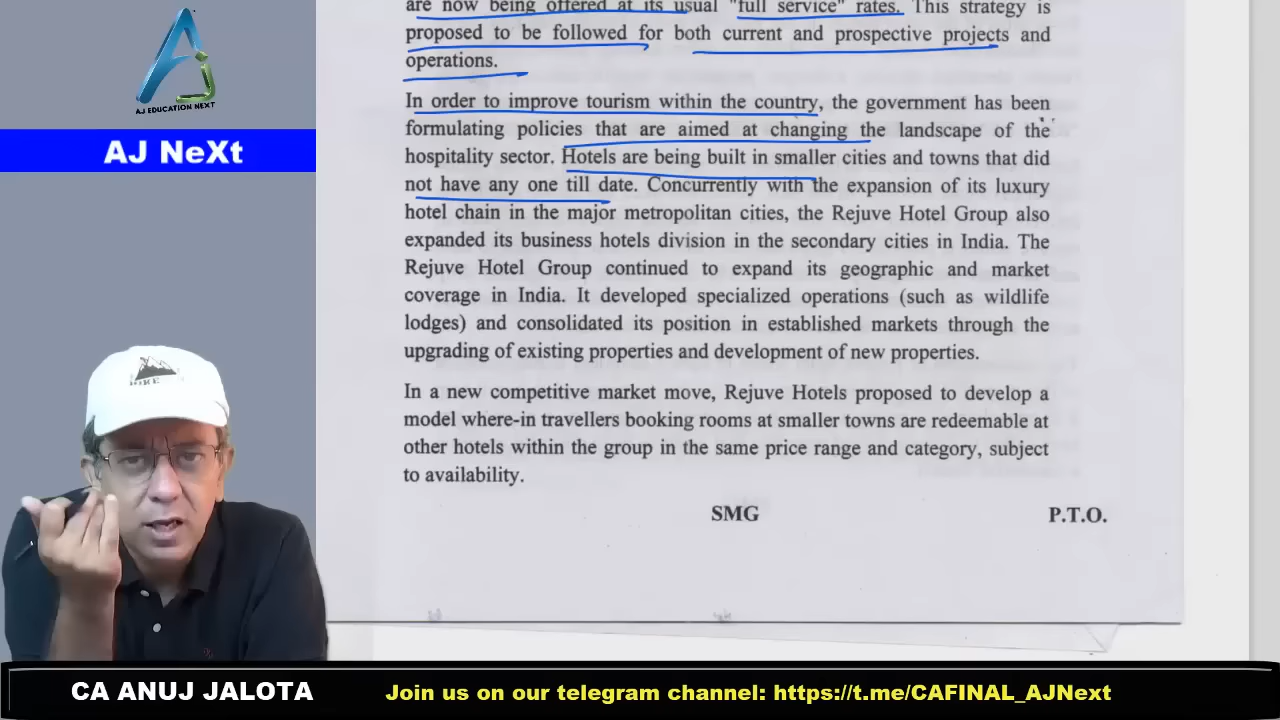 AJ EDUCATION NEXT
AJ NeXt
are now being offered at its usual "full service" rates. This strategy is
proposed to be followed for both current and prospective projects and
operations.
In order to improve tourism within the country, the government has been
formulating policies that are aimed at changing the landscape of the
hospitality sector. Hotels are being built in smaller cities and towns that did
not have any one till date. Concurrently with the expansion of its luxury
hotel chain in the major metropolitan cities, the Rejuve Hotel Group also
expanded its business hotels division in the secondary cities in India. The
Rejuve Hotel Group continued to expand its geographic and market
coverage in India. It developed specialized operations (such as wildlife
lodges) and consolidated its position in established markets through the
upgrading of existing properties and development of new properties.
In a new competitive market move, Rejuve Hotels proposed to develop a
model where-in travellers booking rooms at smaller towns are redeemable at
other hotels within the group in the same price range and category, subject
to availability.
SMG
P.T.O.
CA ANUJ JALOTA
Join us on our telegram channel: https://t.me/CAFINAL_AJNext